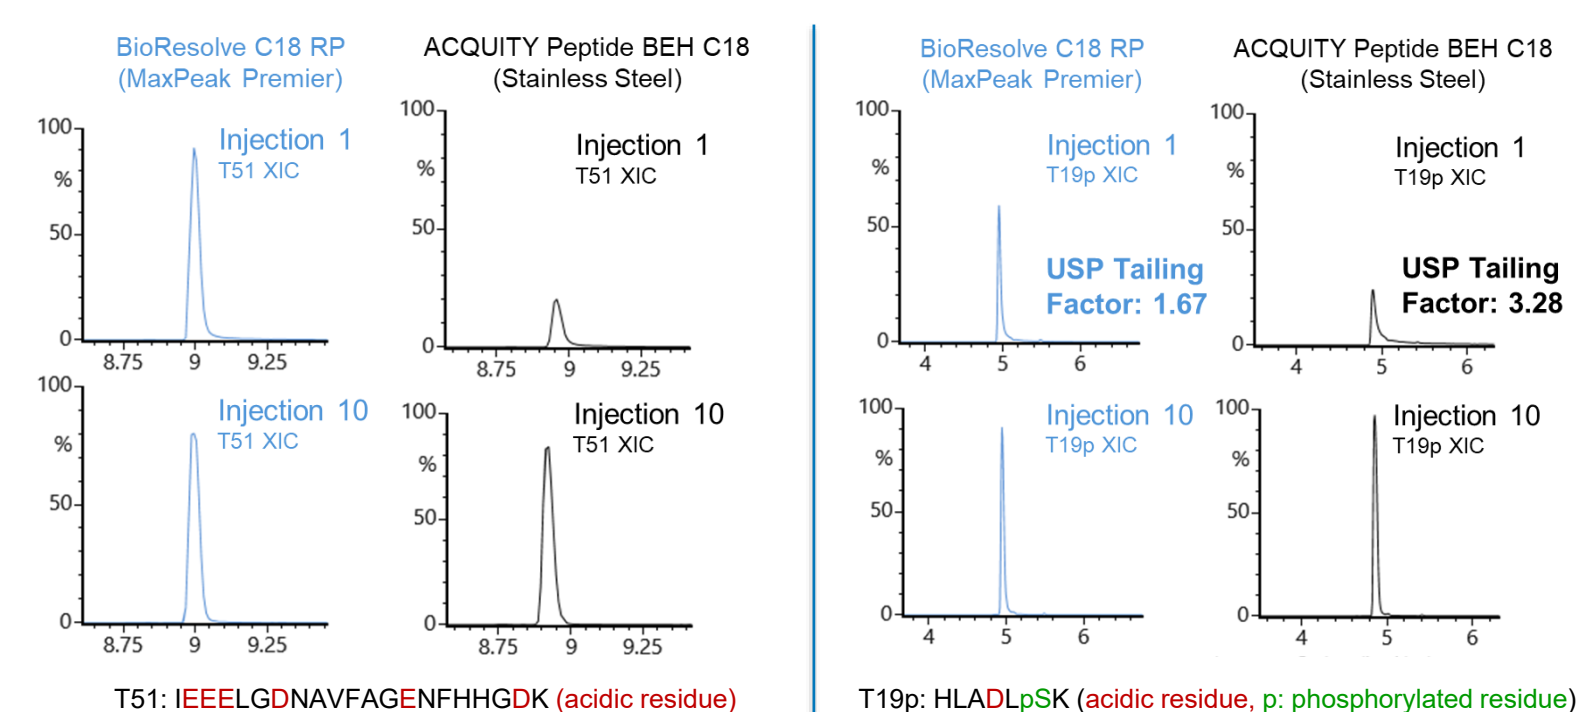 BioResolve C18 RP
(MaxPeak Premier)
ACQUITY Peptide BEH C18
(Stainless Steel)
100
%
50
0
Injection 1
T51 XIC
8.75 9 9.25
100
%
50
0
Injection 1
T51 XIC
8.75 9 9.25
100
%
50
0
Injection 10
T51 XIC
8.75 9 9.25
100
%
50
0
Injection 10
T51 XIC
8.75 9 9.25
T51: IEEELGDNAVFAGENFHHGDK (acidic residue)
BioResolve C18 RP
(MaxPeak Premier)
ACQUITY Peptide BEH C18
(Stainless Steel)
100
%
50
0
Injection 1
T19p XIC
USP Tailing
Factor: 1.67
4 5 6
100
%
50
0
Injection 1
T19p XIC
USP Tailing
Factor: 3.28
4 5 6
100
%
50
0
Injection 10
T19p XIC
4 5 6
100
%
50
0
Injection 10
T19p XIC
4 5 6
T19p: HLADLpSK (acidic residue, p: phosphorylated residue)